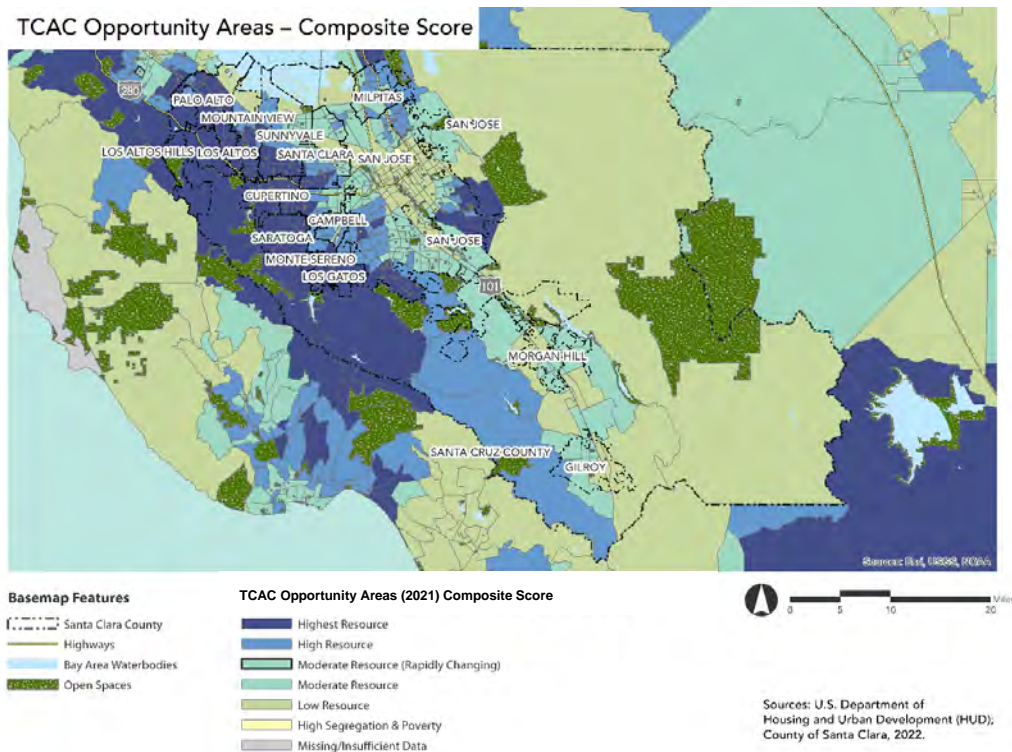 TCAC Opportunity Areas – Composite Score
280
PALO ALTO
MILPITAS
MOUNTAIN VIEW
SAN JOSE
SUNNYVALE
LOS ALTOS HILLS
LOS ALTOS
SANTA CLARA
SAN JOSE
CUPERTINO
CAMPBELL
SARATOGA
SAN JOSE
MONTE SERENO
LOS GATOS
101
MORGAN HILL
SANTA CRUZ COUNTY
GILROY
Sources: Esri, USGS, NOAA
Basemap Features
Santa Clara County
Highways
Bay Area Waterbodies
Open Spaces
TCAC Opportunity Areas (2021) Composite Score
Highest Resource
High Resource
Moderate Resource (Rapidly Changing)
Moderate Resource
Low Resource
High Segregation & Poverty
Missing/Insufficient Data
0 5 10 20 Miles
Sources: U.S. Department of
Housing and Urban Development (HUD);
County of Santa Clara, 2022.